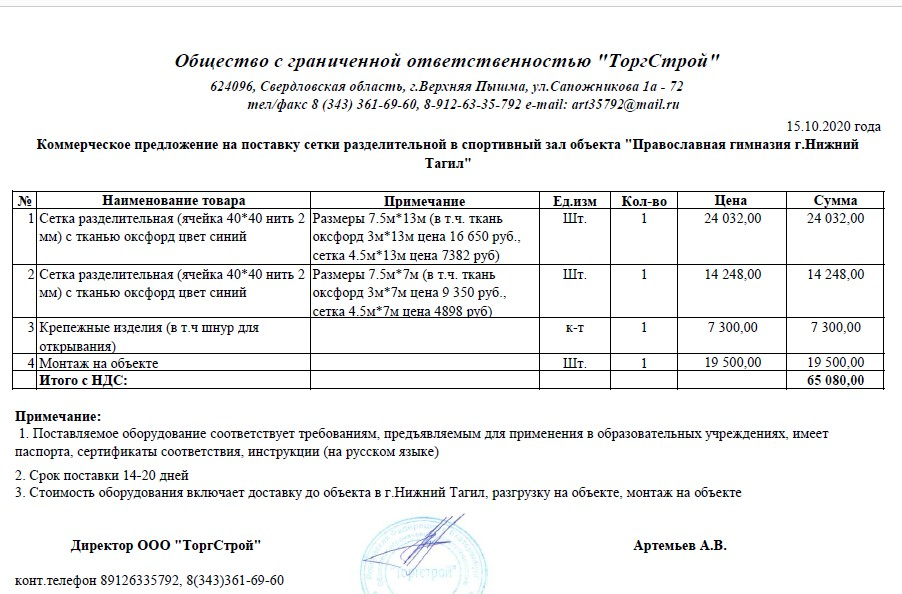 Общество с граниченной ответственностью "ТоргСтрой"
624096, Свердловская область, г.Верхняя Пышма, ул.Сапожникова 1а - 72
тел/факс 8 (343) 361-69-60, 8-912-63-35-792 e-mail: art35792@mail.ru
15.10.2020 года
Коммерческое предложение на поставку сетки разделительной в спортивный зал объекта "Православная гимназия г.Нижний
Тагил"
№ Наименование товара Примечание Ед.изм Кол-во Цена Сумма
1 Сетка разделительная (ячейка 40*40 нить 2 Размеры 7.5м*13м (в т.ч. ткань Шт. 1 24 032,00 24 032,00
мм) с тканью оксфорд цвет синий оксфорд 3м*13м цена 16 650 руб.,
сетка 4.5м*13м цена 7382 руб)
2 Сетка разделительная (ячейка 40*40 нить 2 Размеры 7.5м*7м (в т.ч. ткань Шт. 1 14 248,00 14 248,00
мм) с тканью оксфорд цвет синий оксфорд 3м*7м цена 9 350 руб.,
сетка 4.5м*7м цена 4898 руб)
3 Крепежные изделия (в т.ч шнур для к-т 1 7 300,00 7 300,00
открывания)
4 Монтаж на объекте Шт. 1 19 500,00 19 500,00
Итого с НДС: 65 080,00
Примечание:
1. Поставляемое оборудование соответствует требованиям, предъявляемым для применения в образовательных учреждениях, имеет
паспорта, сертификаты соответствия, инструкции (на русском языке)
2. Срок поставки 14-20 дней
3. Стоимость оборудования включает доставку до объекта в г.Нижний Тагил, разгрузку на объекте, монтаж на объекте
Директор ООО "ТоргСтрой" Артемьев А.В.
Торгстрой"
конт.телефон 89126335792, 8(343)361-69-60